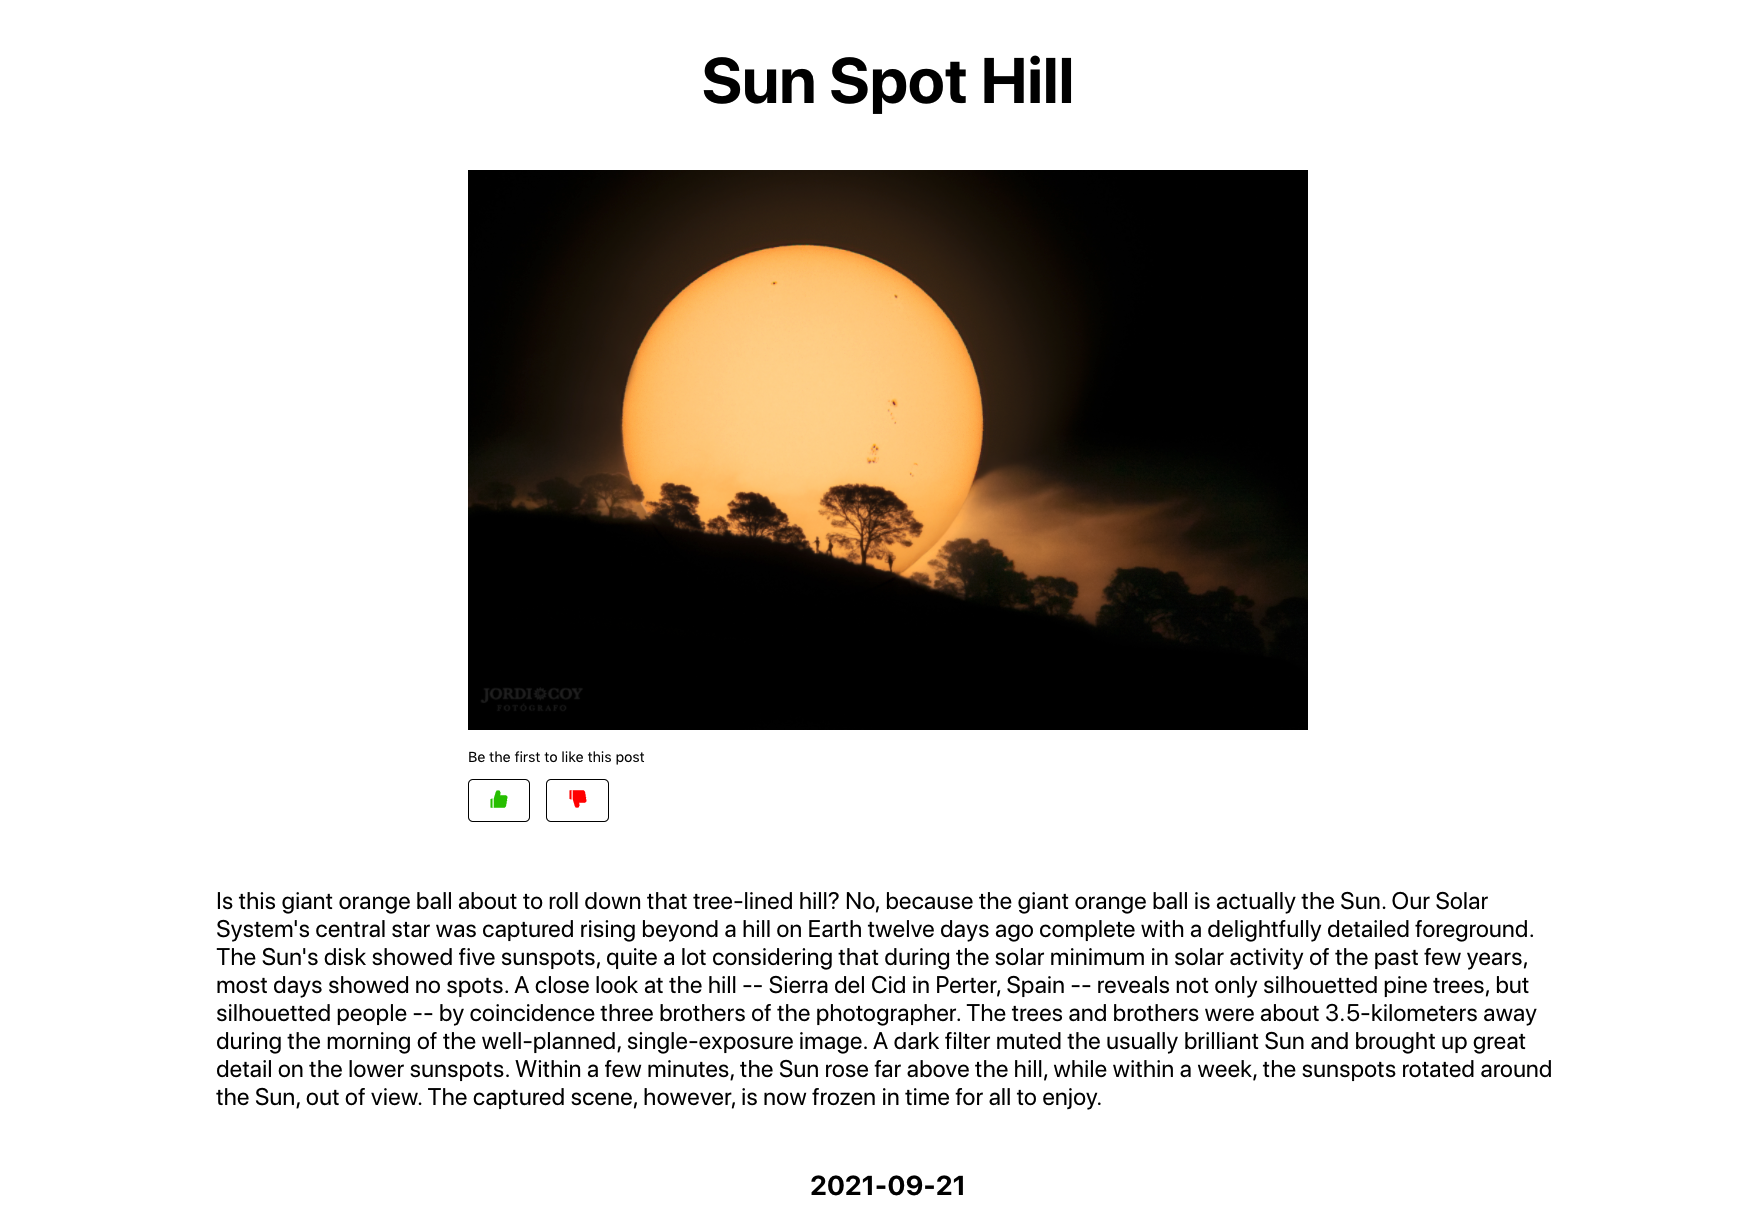 Sun Spot Hill
JORDI©COY
FOTÓGRAFO
Be the first to like this post
Is this giant orange ball about to roll down that tree-lined hill? No, because the giant orange ball is actually the Sun. Our Solar
System's central star was captured rising beyond a hill on Earth twelve days ago complete with a delightfully detailed foreground.
The Sun's disk showed five sunspots, quite a lot considering that during the solar minimum in solar activity of the past few years,
most days showed no spots. A close look at the hill -- Sierra del Cid in Perter, Spain -- reveals not only silhouetted pine trees, but
silhouetted people -- by coincidence three brothers of the photographer. The trees and brothers were about 3.5-kilometers away
during the morning of the well-planned, single-exposure image. A dark filter muted the usually brilliant Sun and brought up great
detail on the lower sunspots. Within a few minutes, the Sun rose far above the hill, while within a week, the sunspots rotated around
the Sun, out of view. The captured scene, however, is now frozen in time for all to enjoy.
2021-09-21